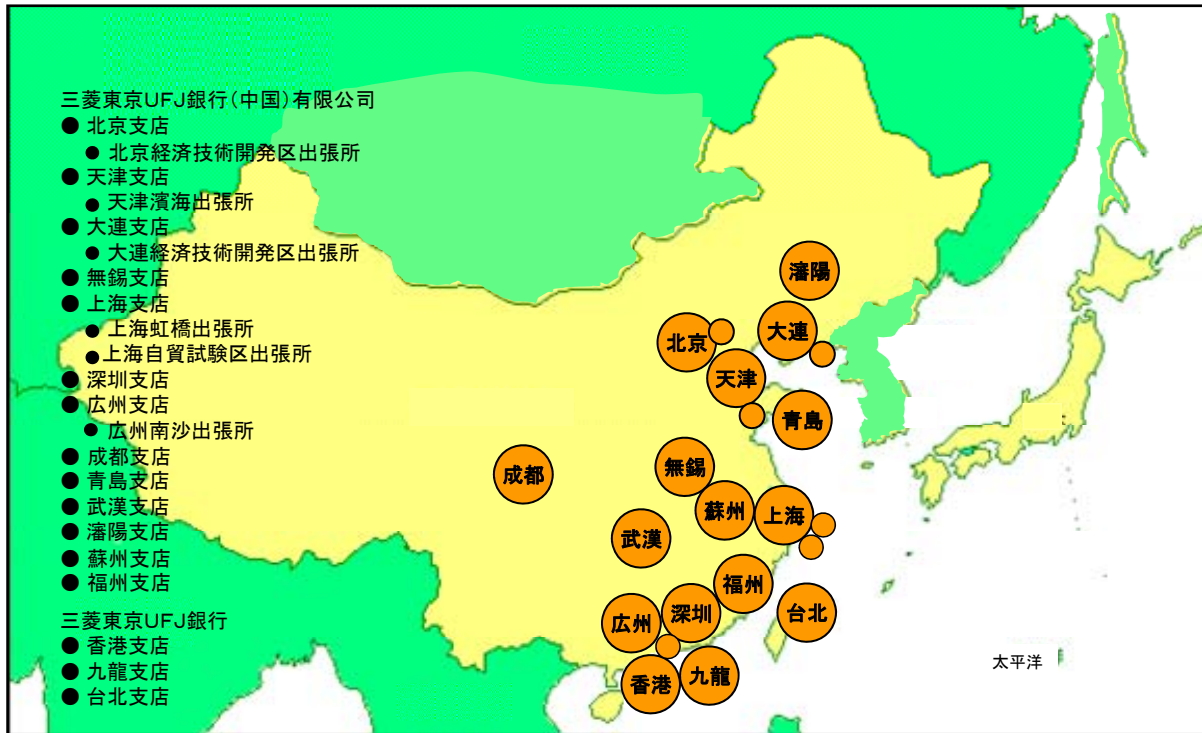 三菱東京UFJ銀行(中国)有限公司
● 北京支店
● 北京経済技術開発区出張所
● 天津支店
● 天津濱海出張所
● 大連支店
● 大連経済技術開発区出張所
● 無錫支店
● 上海支店
● 上海虹橋出張所
● 上海自貿試験区出張所
● 深圳支店
● 広州支店
● 広州南沙出張所
● 成都支店
● 青島支店
● 武漢支店
● 瀋陽支店
● 蘇州支店
● 福州支店
三菱東京UFJ銀行
● 香港支店
● 九龍支店
● 台北支店
瀋陽
大連
北京
天津
青島
無錫
成都
蘇州
上海
武漢
福州
台北
深圳
広州
九龍
香港
太平洋